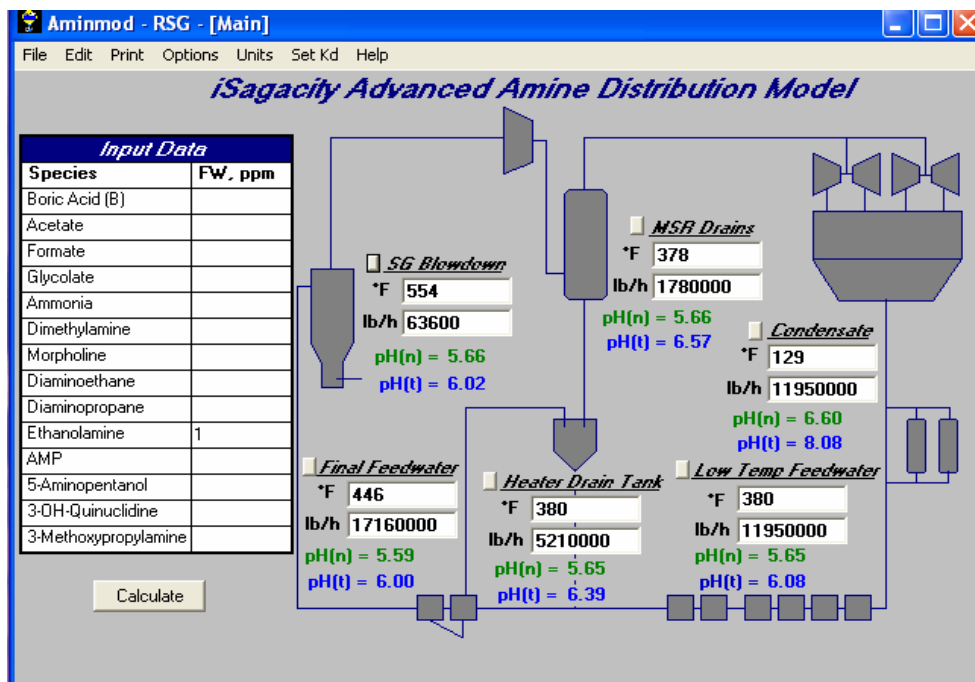 Aminmod - RSG - [Main]
File Edit Print Options Units Set Kd Help
iSagacity Advanced Amine Distribution Model
Input Data
Species FW, ppm
Boric Acid (B)
Acetate
Formate
Glycolate
Ammonia
Dimethylamine
Morpholine
Diaminoethane
Diaminopropane
Ethanolamine 1
AMP
5-Aminopentanol
3-OH-Quinuclidine
3-Methoxypropylamine
Calculate
SG Blowdown
°F 554
lb/h 63600
pH(n) = 5.66
pH(t) = 6.02
MSR Drains
°F 378
lb/h 1780000
pH(n) = 5.66
pH(t) = 6.57
Condensate
°F 129
lb/h 11950000
pH(n) = 6.60
pH(t) = 8.08
Final Feedwater
°F 446
lb/h 17160000
pH(n) = 5.59
pH(t) = 6.00
Heater Drain Tank
°F 380
lb/h 5210000
pH(n) = 5.65
pH(t) = 6.39
Low Temp Feedwater
°F 380
lb/h 11950000
pH(n) = 5.65
pH(t) = 6.08